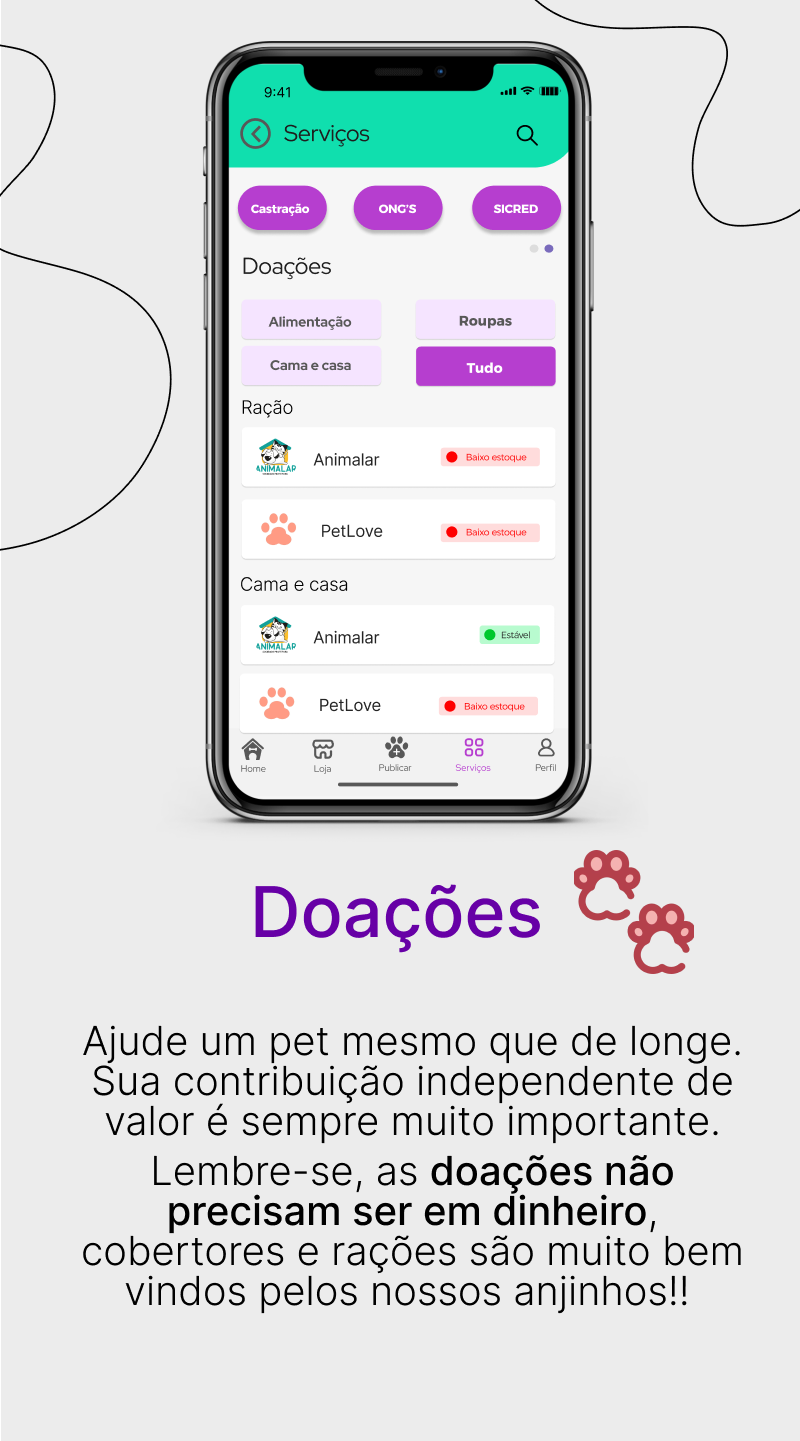 9:41
Serviços
Castração
ONG'S
SICRED
Doações
Alimentação
Roupas
Cama e casa
Tudo
Ração
ANIMALAR
Animalar
Baixo estoque
PetLove
Baixo estoque
Cama e casa
ANIMALAR
Animalar
Estável
PetLove
Baixo estoque
Home
Loja
Publicar
Serviços
Perfil
Doações
Ajude um pet mesmo que de longe.
Sua contribuição independente de
valor é sempre muito importante.
Lembre-se, as doações não
precisam ser em dinheiro,
cobertores e rações são muito bem
vindos pelos nossos anjinhos!!